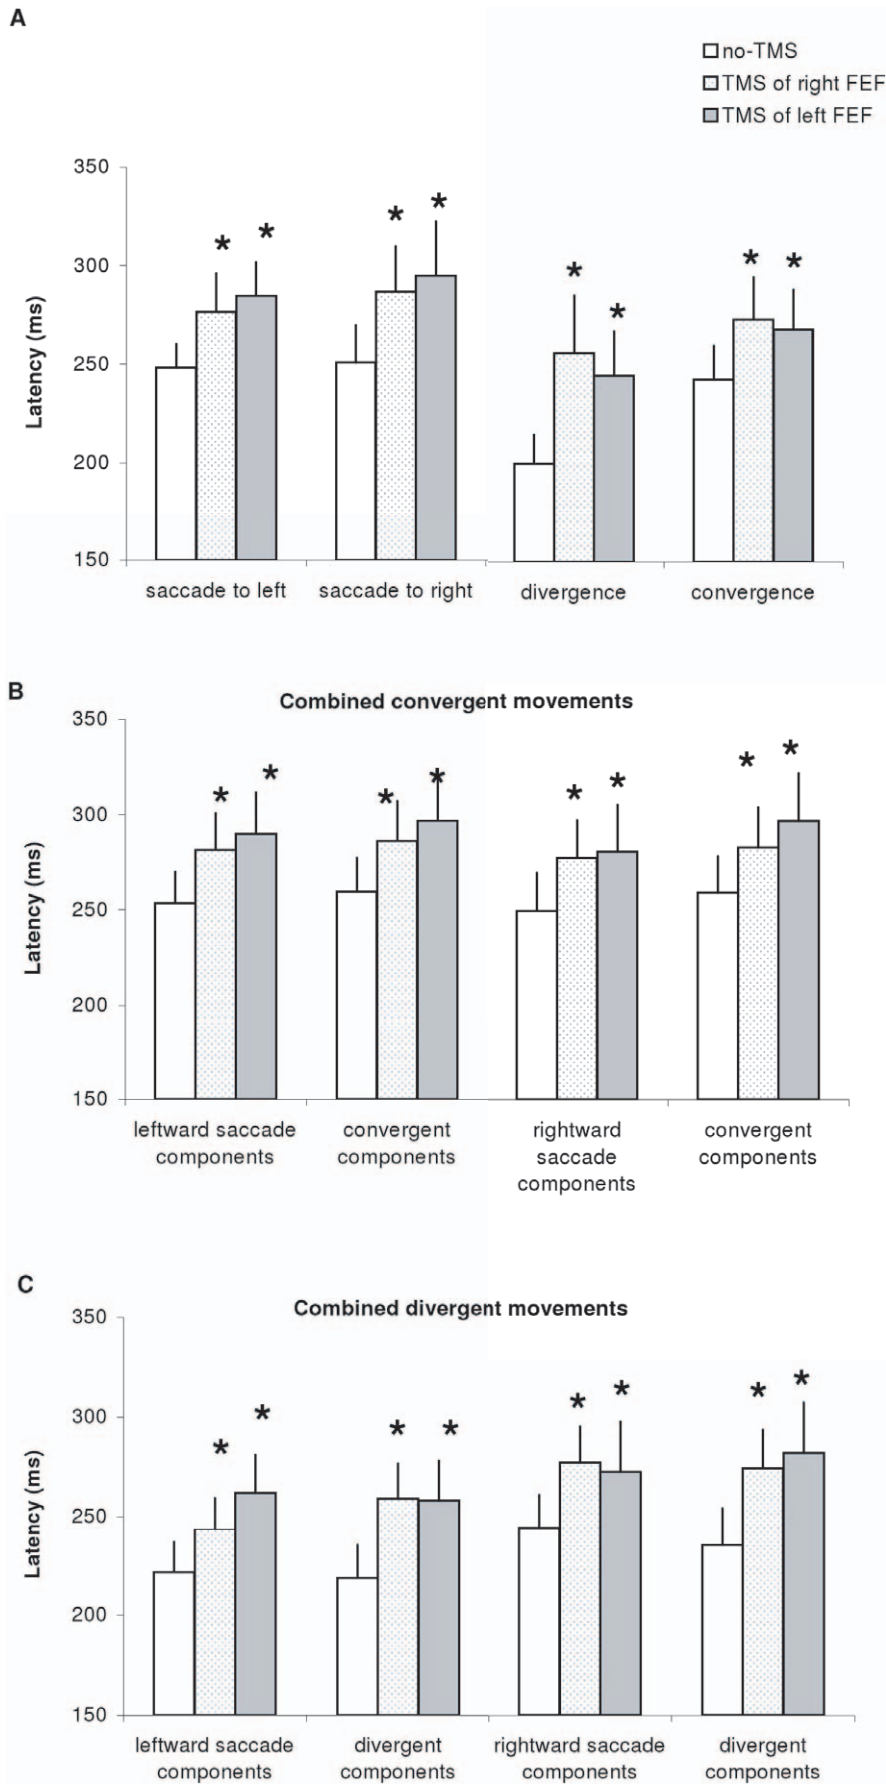 A
no-TMS
TMS of right FEF
TMS of left FEF
350
300
250
200
150
Latency (ms)
* * * * * * * *
saccade to left saccade to right divergence convergence
B
Combined convergent movements
350
300
250
200
150
Latency (ms)
* * * * * * * *
leftward saccade components
convergent components
rightward saccade components
convergent components
C
Combined divergent movements
350
300
250
200
150
Latency (ms)
* * * * * * * *
leftward saccade components
divergent components
rightward saccade components
divergent components